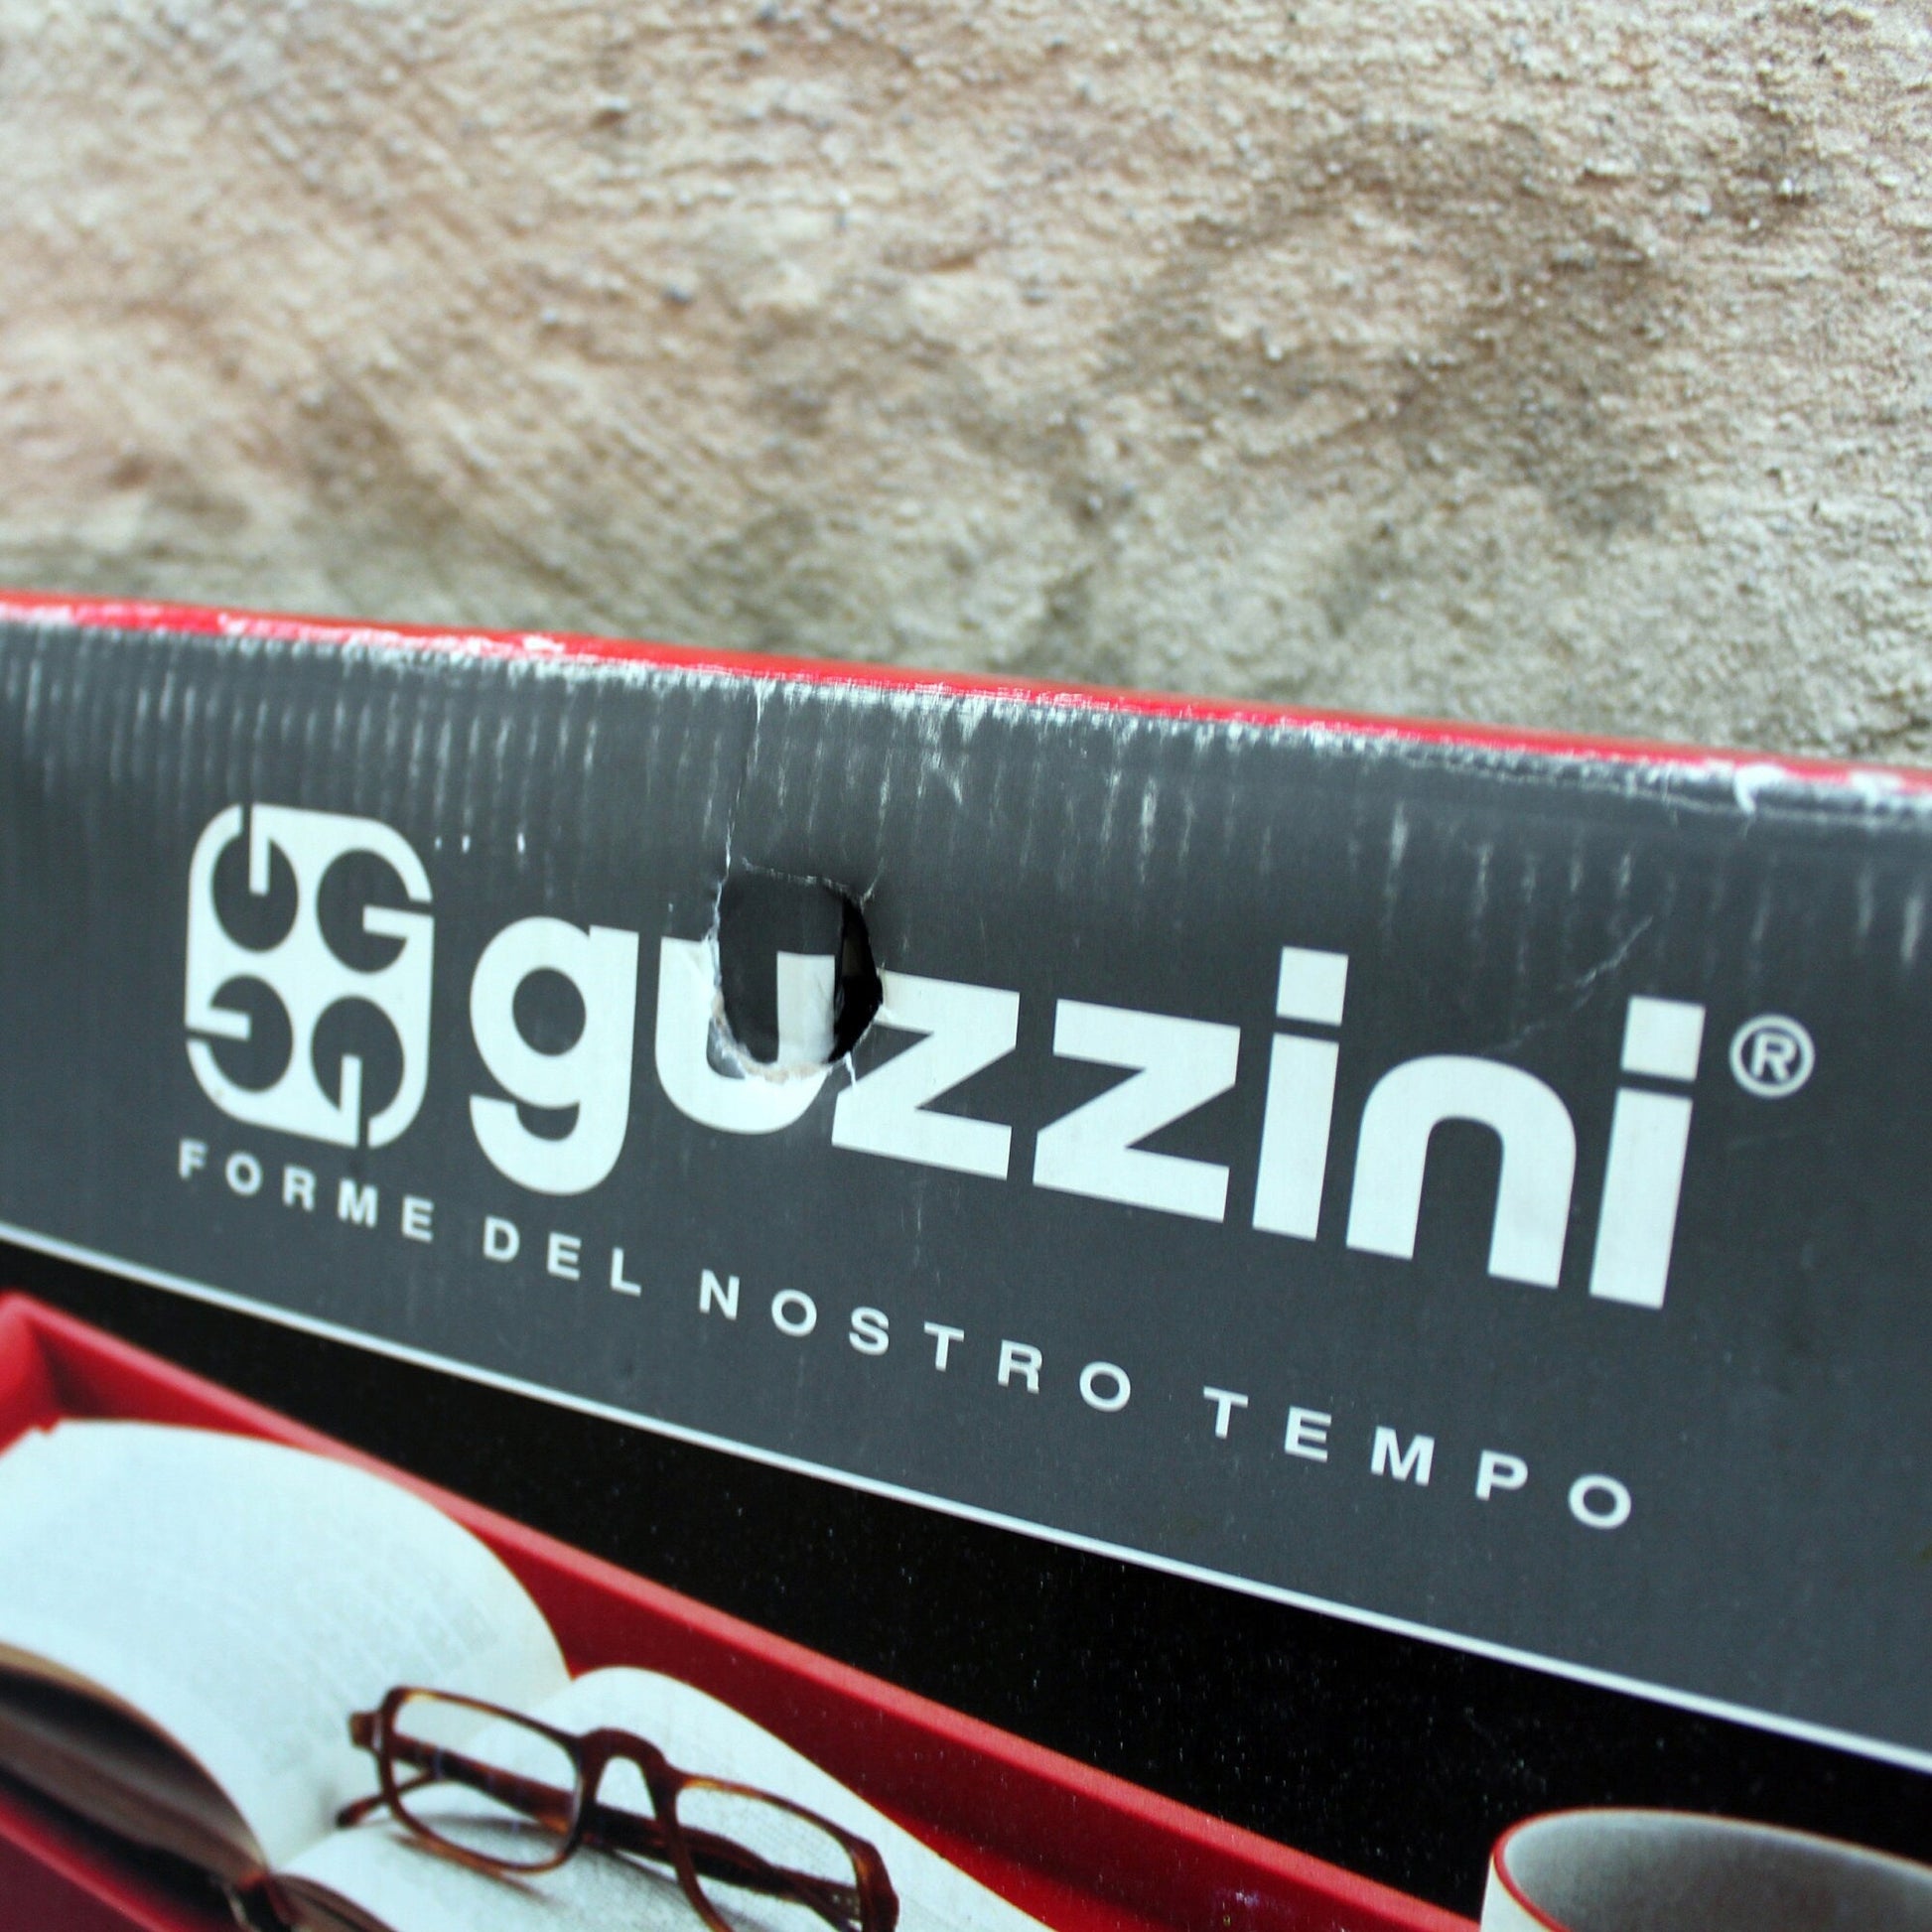 guzzini®
FORME DEL NOSTRO TEMPO